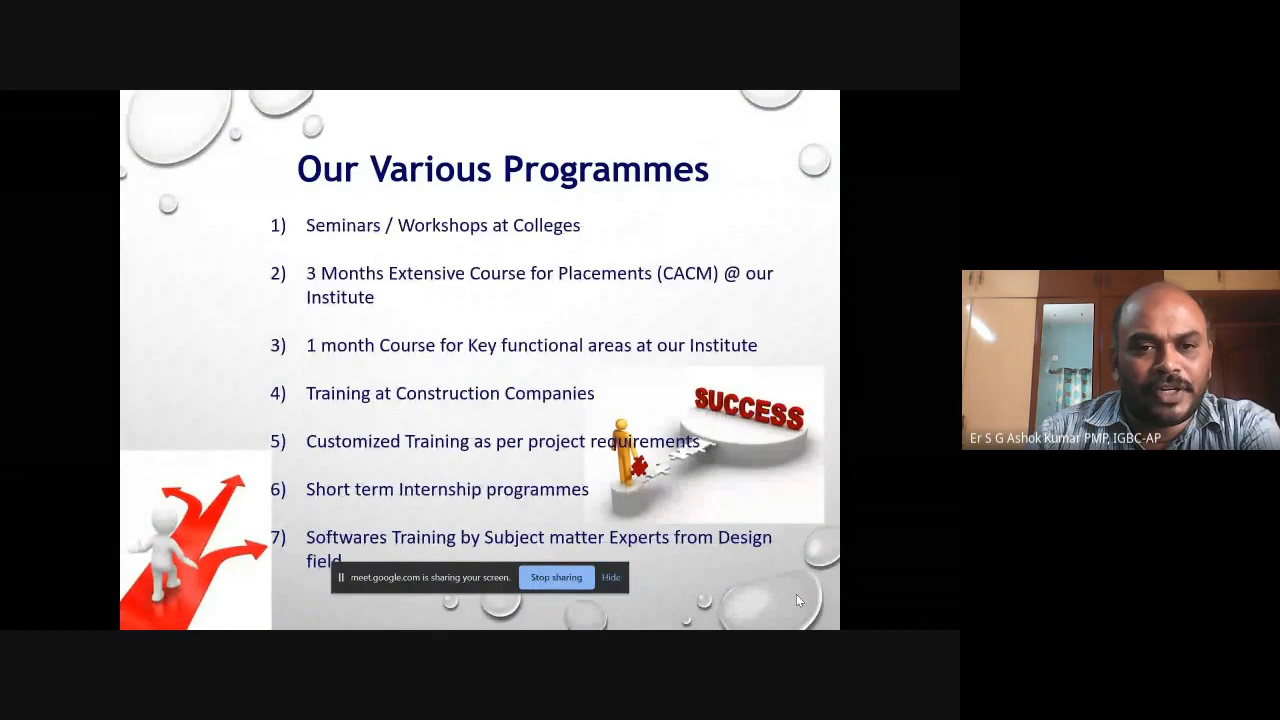 Our Various Programmes
1) Seminars / Workshops at Colleges
2) 3 Months Extensive Course for Placements (CACM) @ our
Institute
3) 1 month Course for Key functional areas at our Institute
4) Training at Construction Companies
SUCCESS
5) Customized Training as per project requirements
6) Short term Internship programmes
7) Softwares Training by Subject matter Experts from Design
field
meet.google.com is sharing your screen. Stop sharing Hide
Er S G Ashok Kumar PMP, IGBC-AP